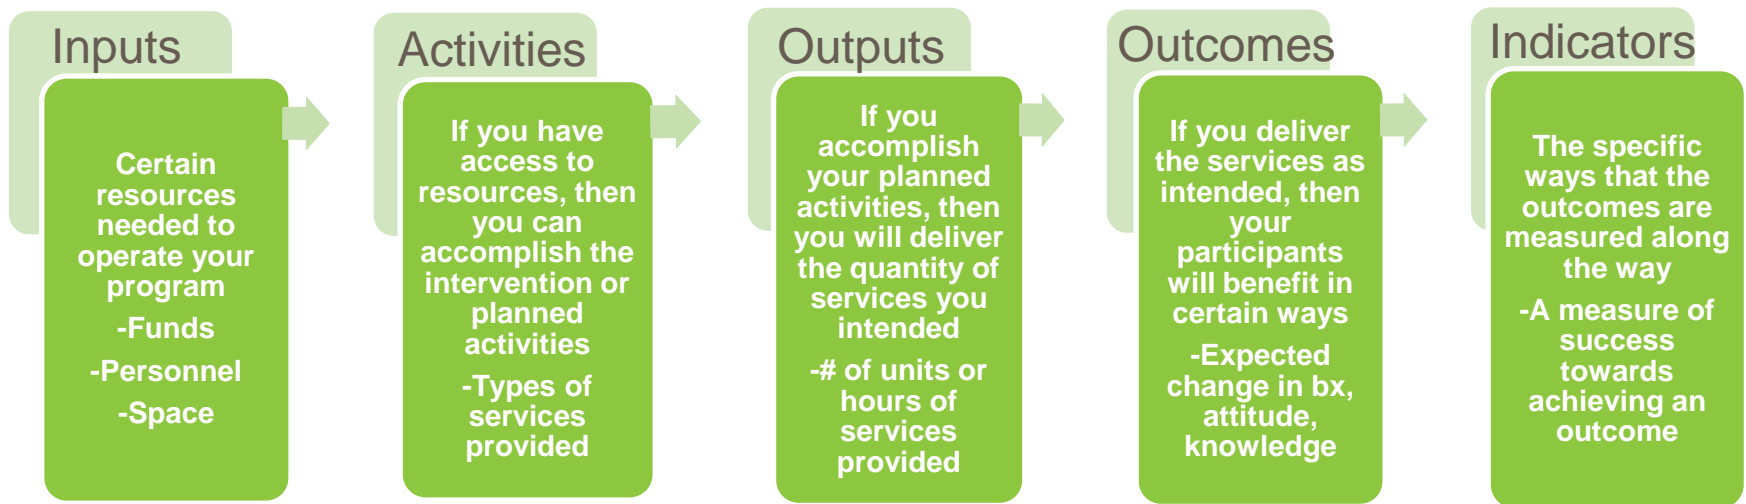 Inputs
Certain
resources
needed to
operate your
program
-Funds
-Personnel
-Space
Activities
If you have
access to
resources, then
you can
accomplish the
intervention or
planned
activities
-Types of
services
provided
Outputs
If you
accomplish
your planned
activities, then
you will deliver
the quantity of
services you
intended
-# of units or
hours of
services
provided
Outcomes
If you deliver
the services as
intended, then
your
participants
will benefit in
certain ways
-Expected
change in bx,
attitude,
knowledge
Indicators
The specific
ways that the
outcomes are
measured along
the way
-A measure of
success
towards
achieving an
outcome